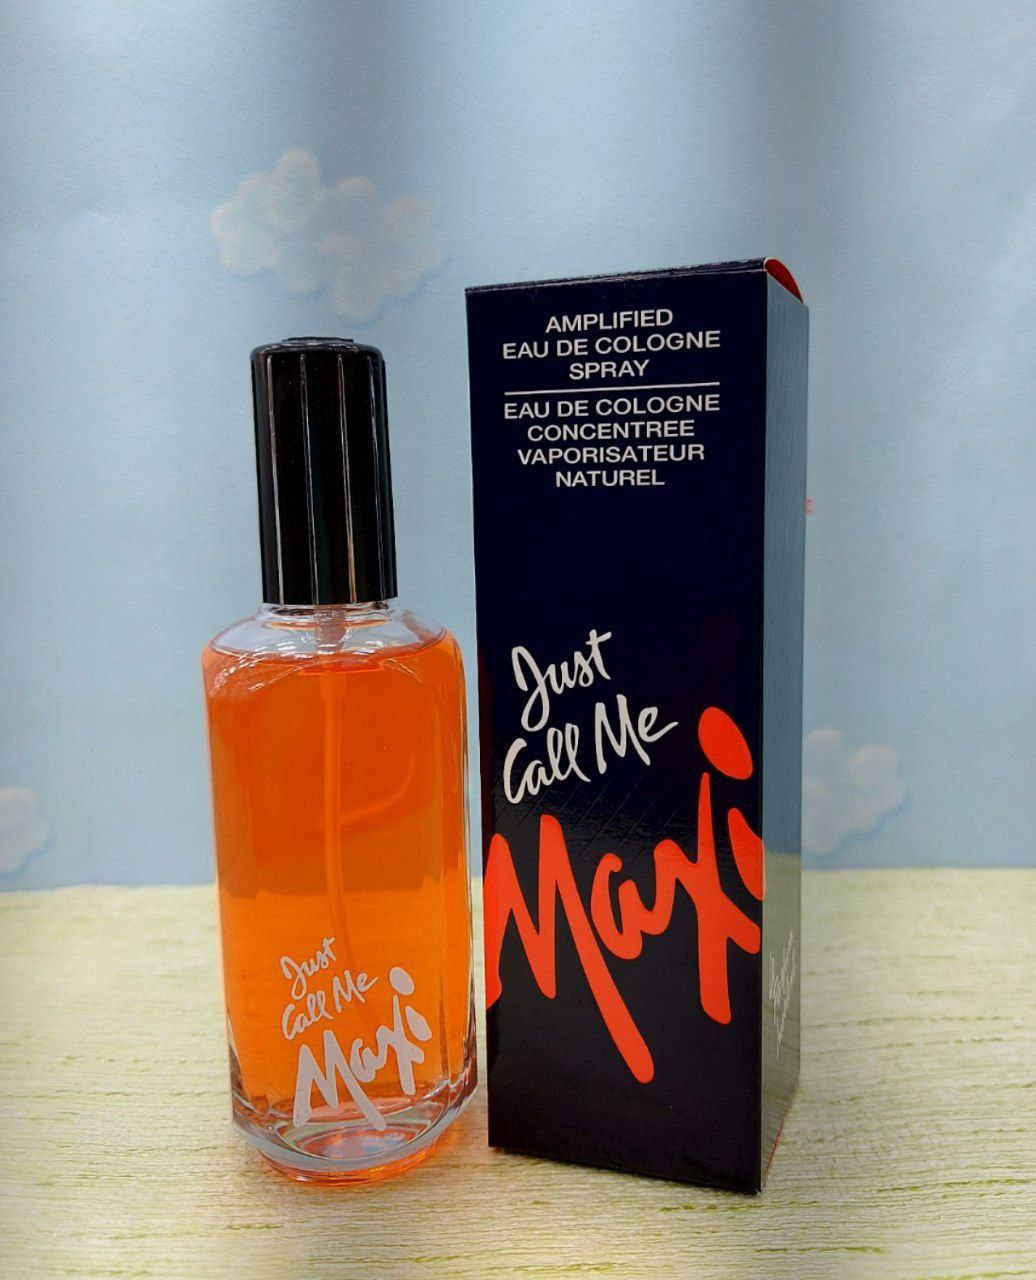 AMPLIFIED
EAU DE COLOGNE
SPRAY
EAU DE COLOGNE
CONCENTREE
VAPORISATEUR
NATUREL
Just
Call Me
Maxi
Just
Call Me
Maxi